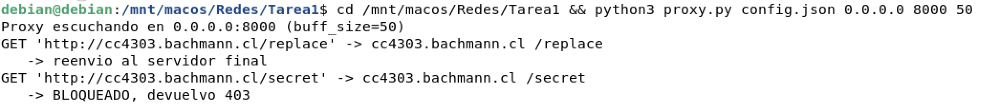 debian@debian:/mnt/macos/Redes/Tarea1$ cd /mnt/macos/Redes/Tarea1 && python3 proxy.py config.json 0.0.0.0 8000 50
Proxy escuchando en 0.0.0.0:8000 (buff_size=50)
GET 'http://cc4303.bachmann.cl/replace' -> cc4303.bachmann.cl /replace
   -> reenvio al servidor final
GET 'http://cc4303.bachmann.cl/secret' -> cc4303.bachmann.cl /secret
   -> BLOQUEADO, devuelvo 403